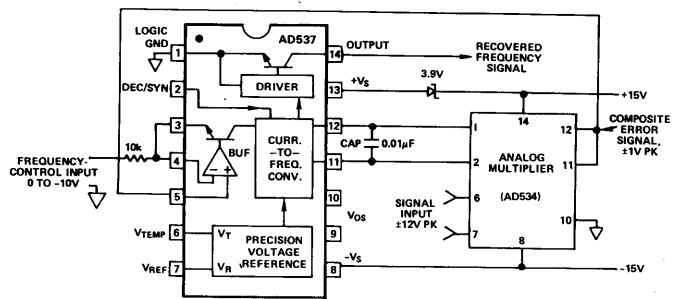 LOGIC
GND
1
AD537
14
OUTPUT
RECOVERED
FREQUENCY
SIGNAL
DRIVER
DEC/SYN
2
13
+VS
3.9V
+15V
3
10k
BUF
4
FREQUENCY-
CONTROL INPUT
0 TO -10V
- +
5
CURR.
-TO-
FREQ.
CONV.
12
CAP
0.01µF
11
10
VOS
9
14
1
12
2
ANALOG
MULTIPLIER
11
(AD534)
6
7
10
8
SIGNAL
INPUT
±12V PK
COMPOSITE
ERROR
SIGNAL,
±1V PK
VTEMP
6
VT
PRECISION
VOLTAGE
REFERENCE
VREF
7
VR
8
-VS
-15V